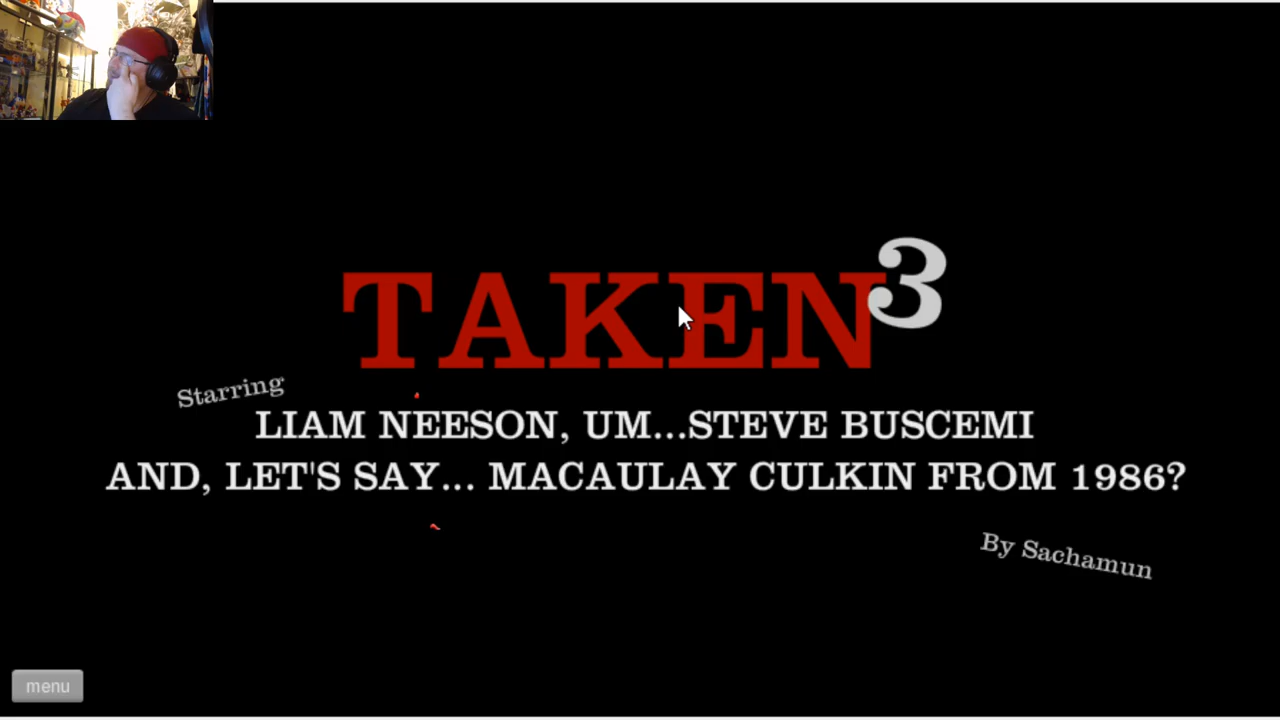 TAKEN3
Starring
LIAM NEESON, UM...STEVE BUSCEMI
AND, LET'S SAY... MACAULAY CULKIN FROM 1986?
By Sachamun
menu